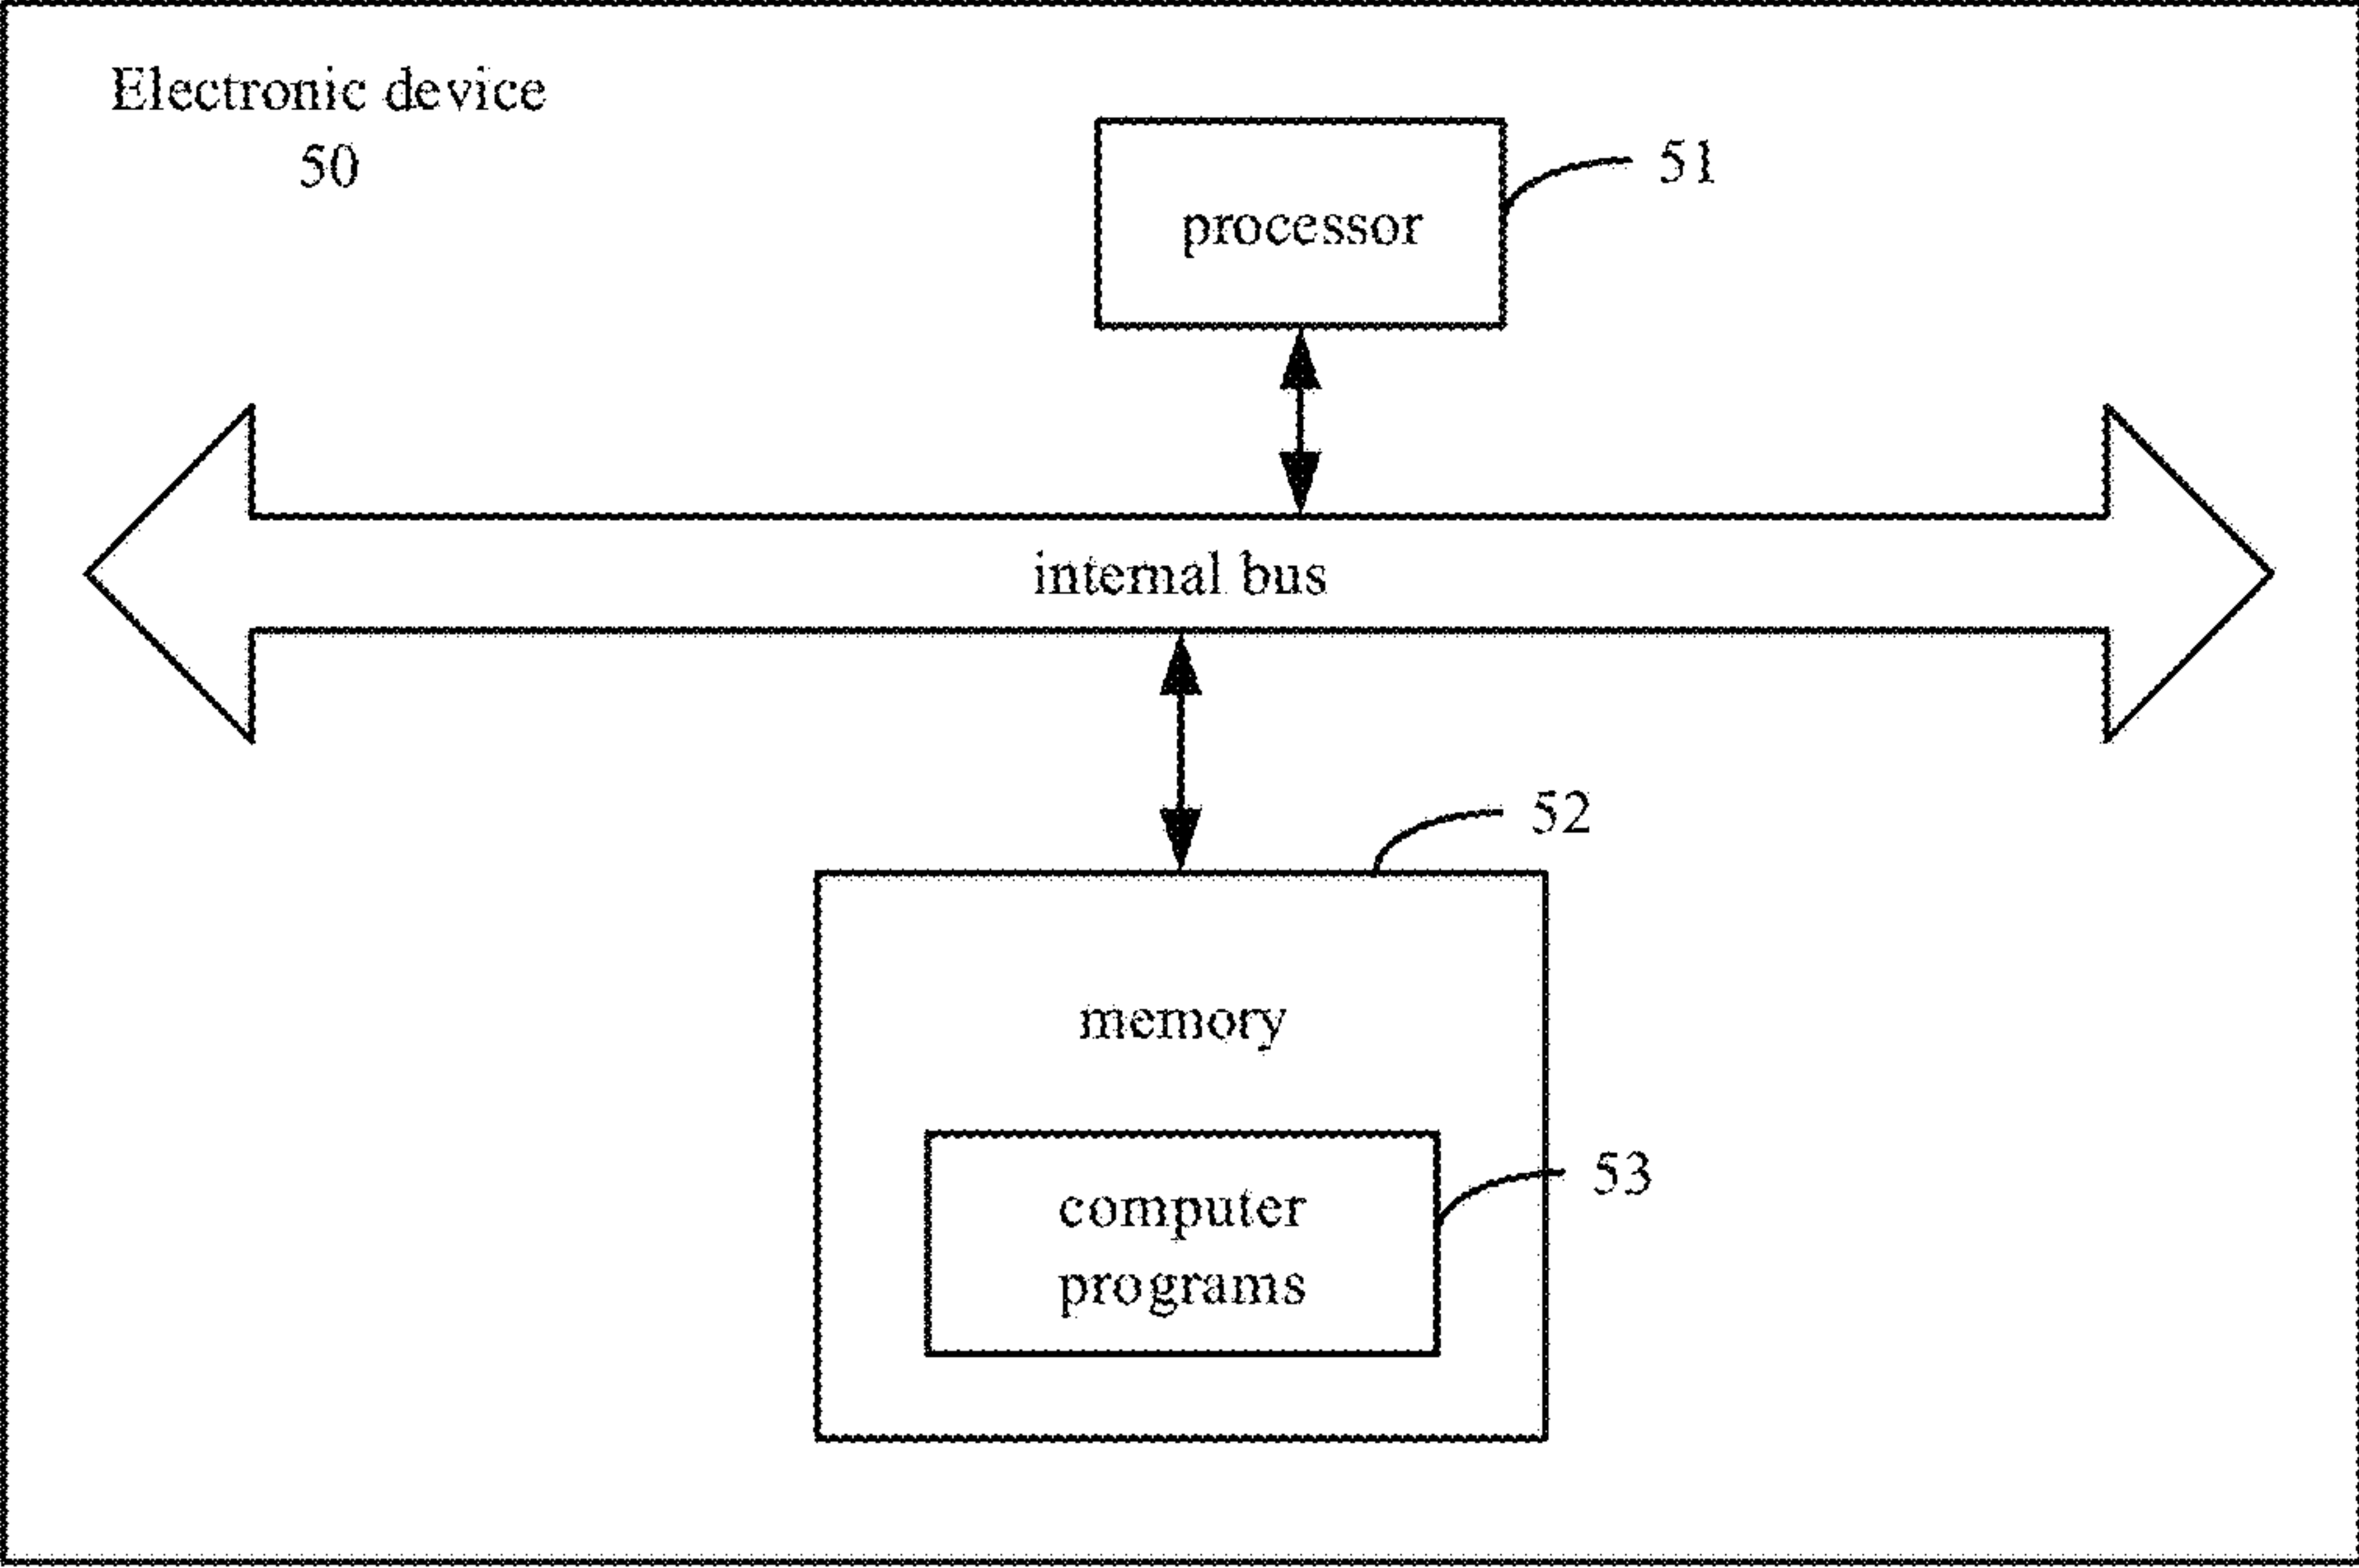 Electronic device
50
processor
51
internal bus
52
memory
computer
programs
53